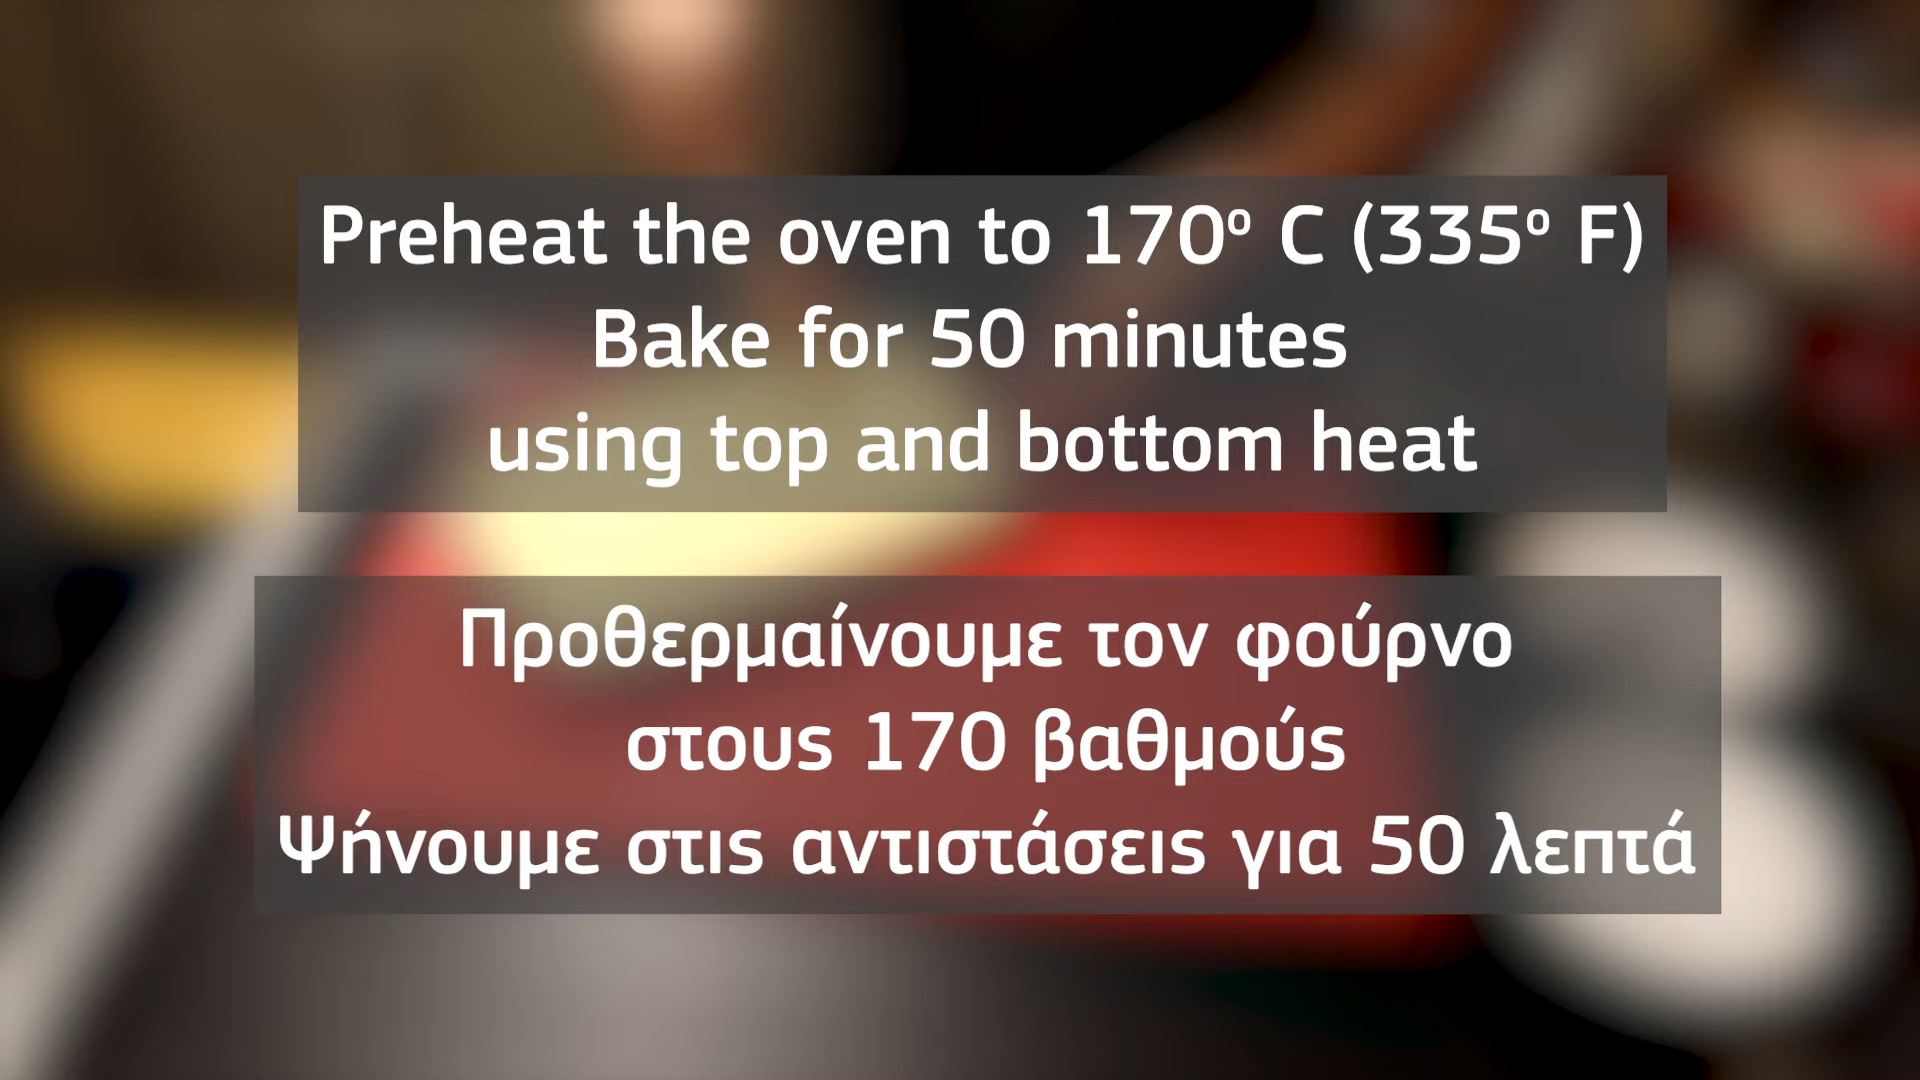 Preheat the oven to 170º C (335º F)
Bake for 50 minutes
using top and bottom heat
Προθερμαίνουμε τον φούρνο
στους 170 βαθμούς
Ψήνουμε στις αντιστάσεις για 50 λεπτά